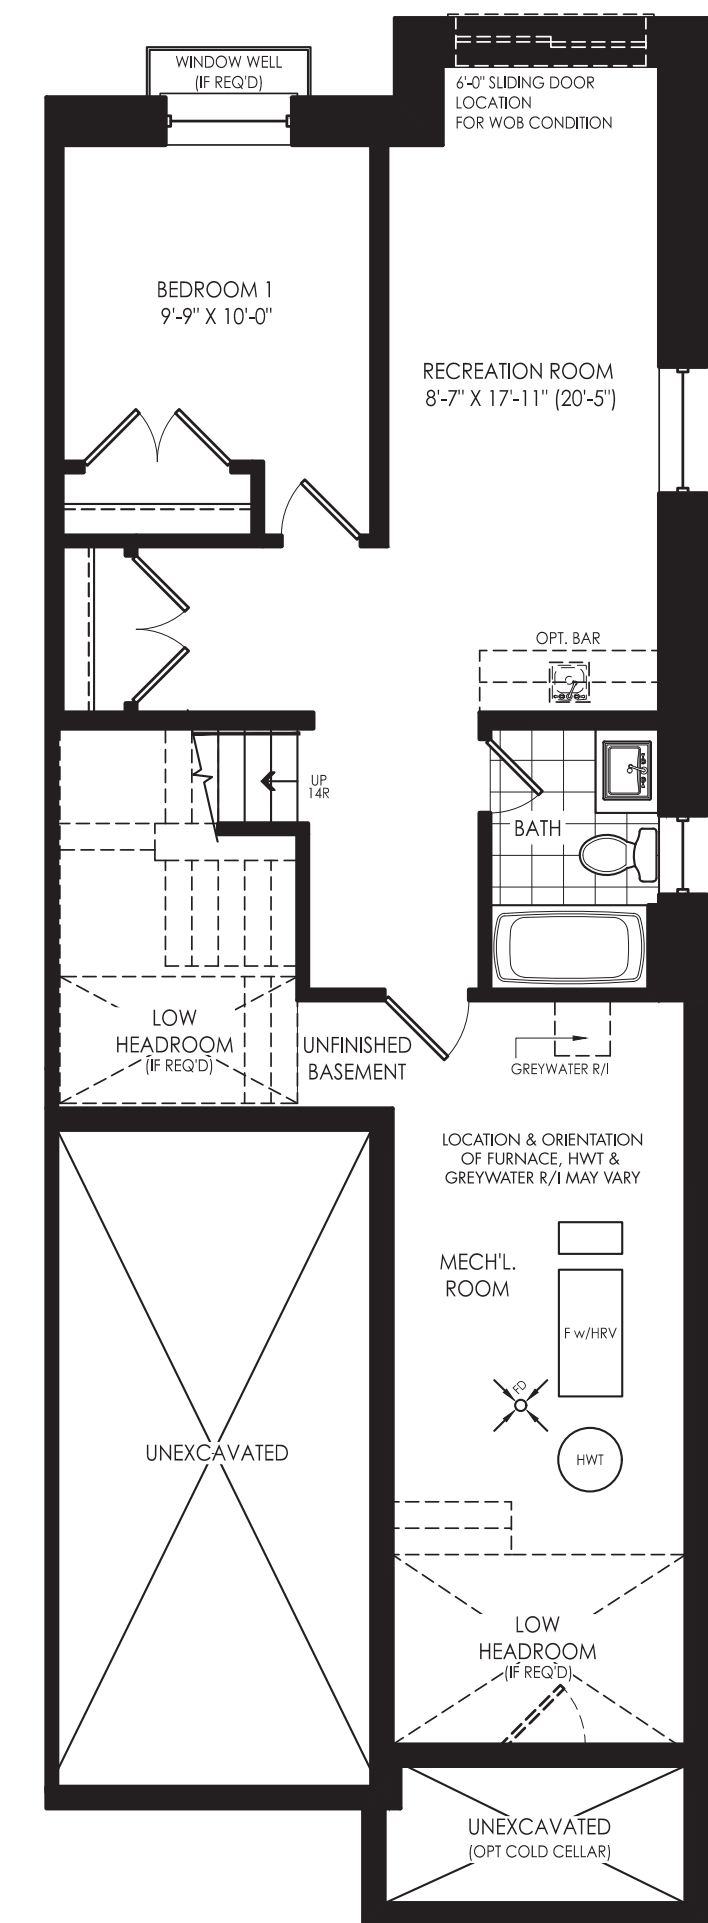 WINDOW WELL
(IF REQ'D)
6'-0" SLIDING DOOR
LOCATION
FOR WOB CONDITION
BEDROOM 1
9'-9" X 10'-0"
RECREATION ROOM
8'-7" X 17'-11" (20'-5")
OPT. BAR
UP
14R
BATH
LOW
HEADROOM
(IF REQ'D)
UNFINISHED
BASEMENT
GREYWATER R/I
LOCATION & ORIENTATION
OF FURNACE, HWT &
GREYWATER R/I MAY VARY
MECH'L.
ROOM
F w/HRV
FD
HWT
UNEXCAVATED
LOW
HEADROOM
(IF REQ'D)
UNEXCAVATED
(OPT COLD CELLAR)